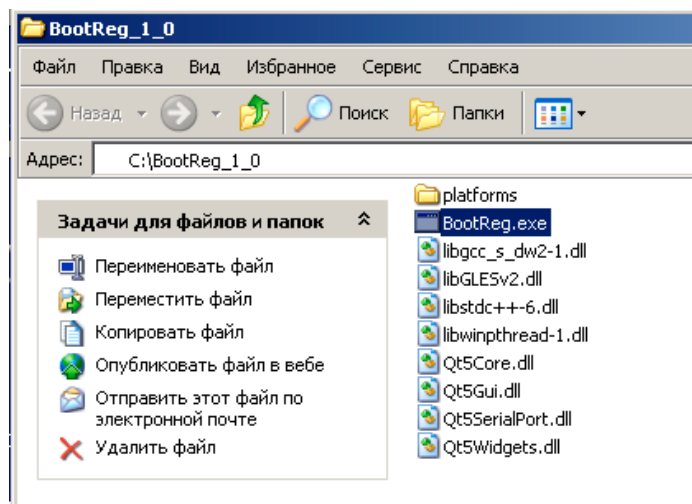 BootReg_1_0
Файл Правка Вид Избранное Сервис Справка
Назад Поиск Папки
Адрес: C:\BootReg_1_0
Задачи для файлов и папок
Переименовать файл
Переместить файл
Копировать файл
Опубликовать файл в вебе
Отправить этот файл по
электронной почте
Удалить файл
platforms
BootReg.exe
libgcc_s_dw2-1.dll
libGLESv2.dll
libstdc++-6.dll
libwinpthread-1.dll
Qt5Core.dll
Qt5Gui.dll
Qt5SerialPort.dll
Qt5Widgets.dll